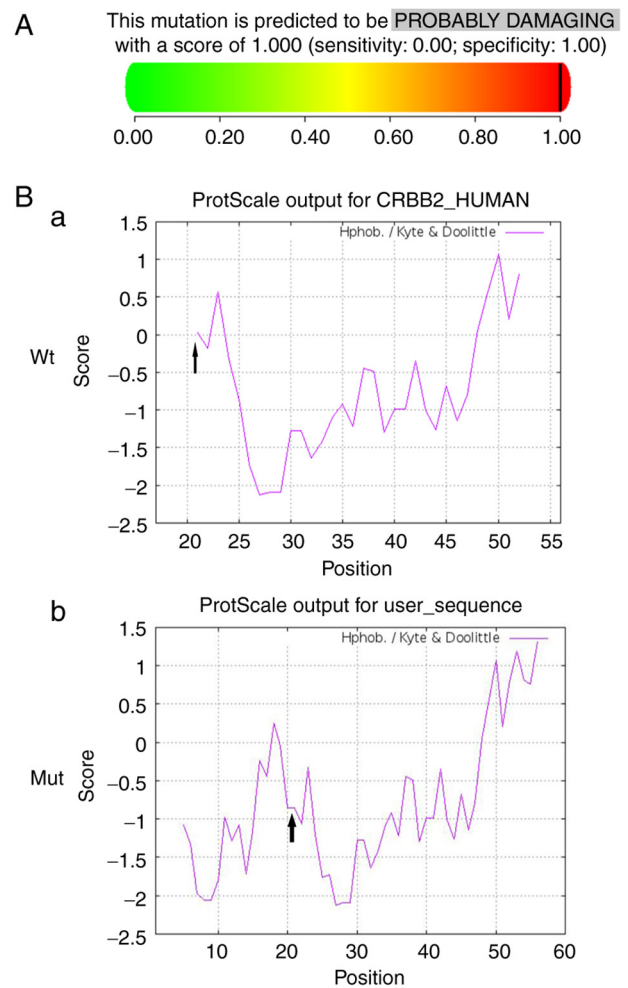 A
This mutation is predicted to be PROBABLY DAMAGING
with a score of 1.000 (sensitivity: 0.00; specificity: 1.00)
0.00 0.20 0.40 0.60 0.80 1.00
B
a
ProtScale output for CRBB2_HUMAN
Hphob. / Kyte & Doolittle
Wt
Score
1.5
1
0.5
0
−0.5
−1
−1.5
−2
−2.5
20 25 30 35 40 45 50 55
Position
b
ProtScale output for user_sequence
Hphob. / Kyte & Doolittle
Mut
Score
1.5
1
0.5
0
−0.5
−1
−1.5
−2
−2.5
10 20 30 40 50 60
Position